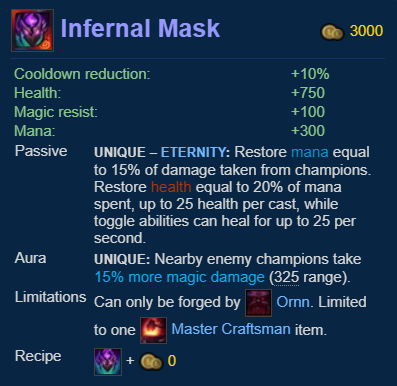 Infernal Mask
3000
Cooldown reduction: +10%
Health: +750
Magic resist: +100
Mana: +300
Passive UNIQUE – ETERNITY: Restore mana equal
to 15% of damage taken from champions.
Restore health equal to 20% of mana
spent, up to 25 health per cast, while
toggle abilities can heal for up to 25 per
second.
Aura UNIQUE: Nearby enemy champions take
15% more magic damage (325 range).
Limitations Can only be forged by Ornn. Limited
to one Master Craftsman item.
Recipe + 0